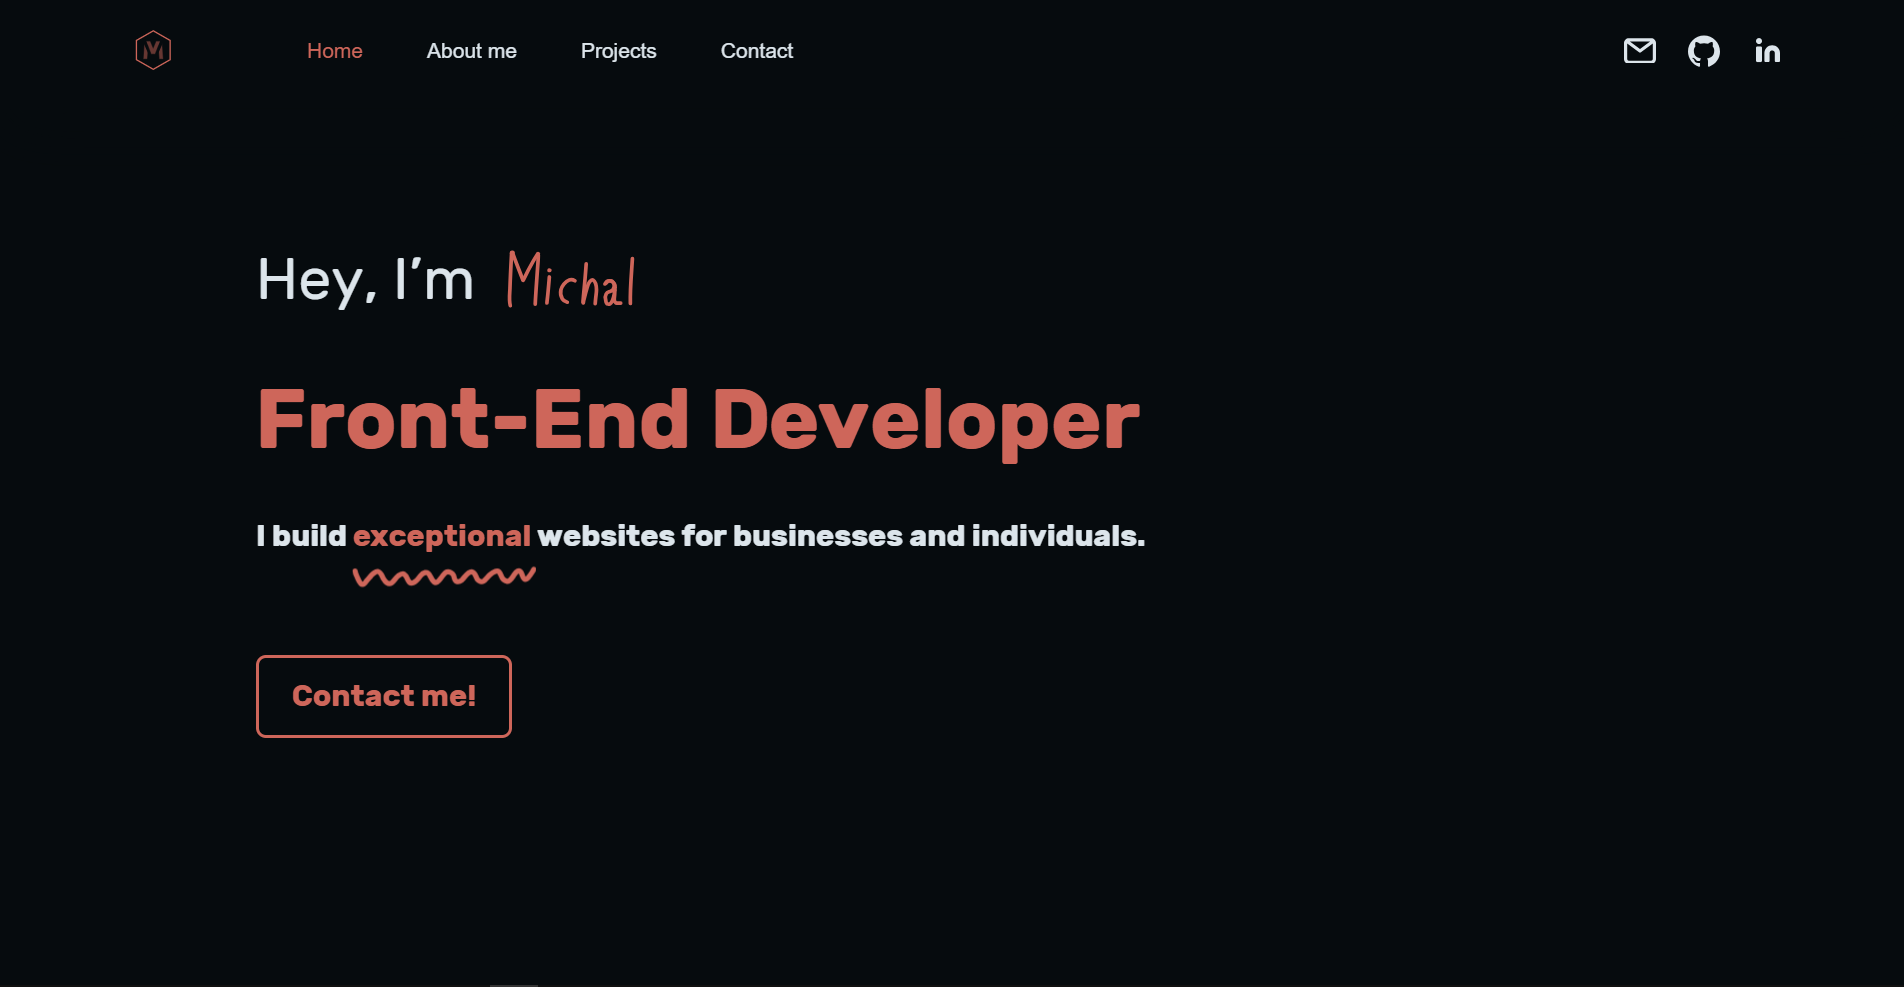 M
Home About me Projects Contact
in
Hey, I’m Michal
Front-End Developer
I build exceptional websites for businesses and individuals.
Contact me!